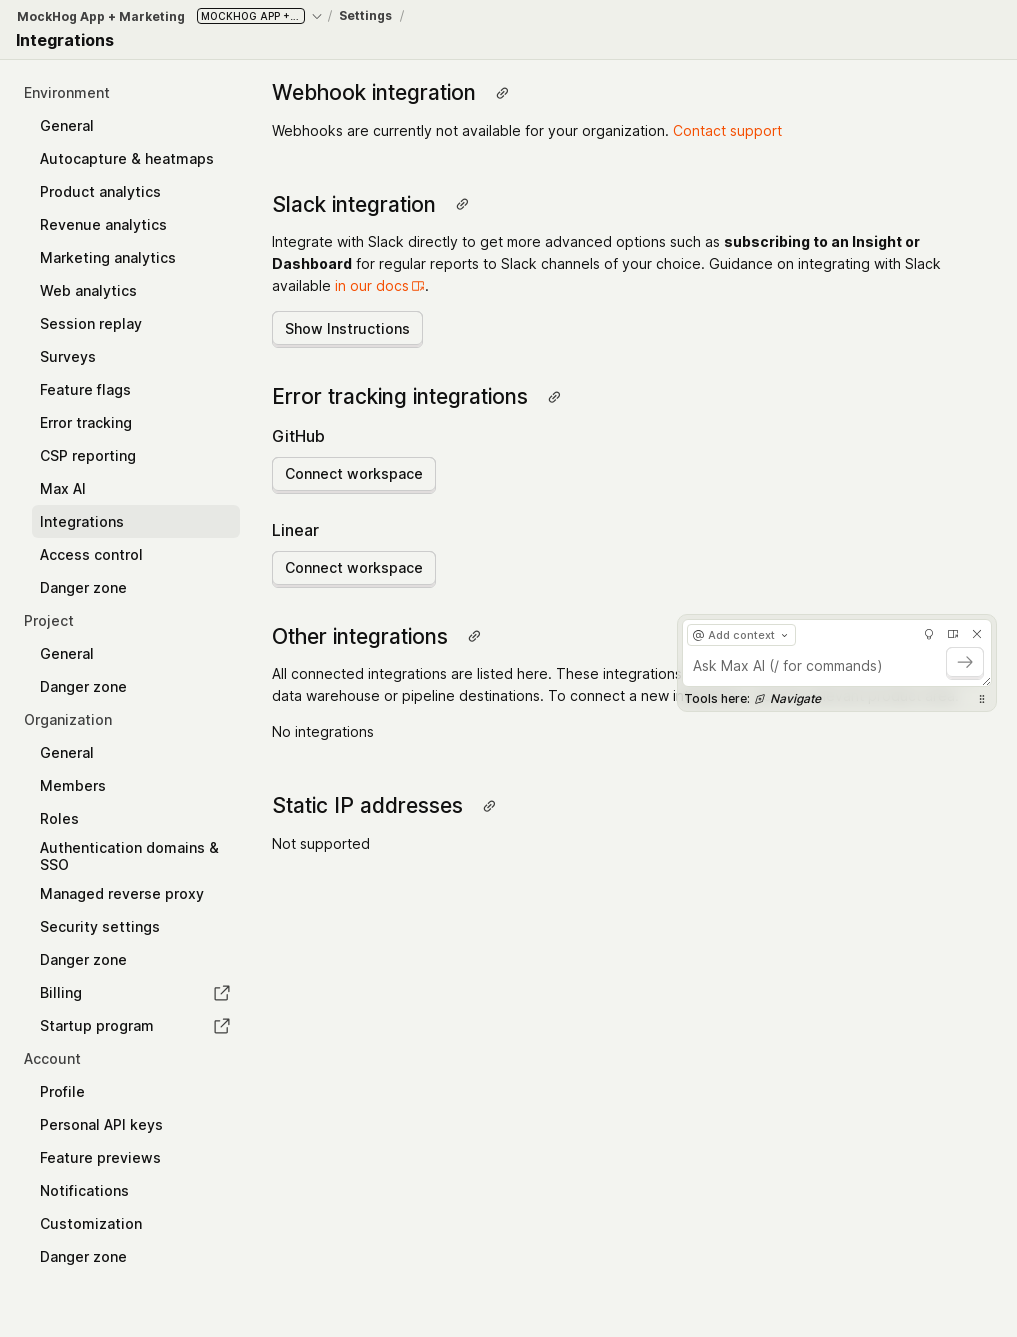 MockHog App + Marketing MOCKHOG APP +... / Settings /
Integrations
Environment
General
Autocapture & heatmaps
Product analytics
Revenue analytics
Marketing analytics
Web analytics
Session replay
Surveys
Feature flags
Error tracking
CSP reporting
Max AI
Integrations
Access control
Danger zone
Project
General
Danger zone
Organization
General
Members
Roles
Authentication domains &
SSO
Managed reverse proxy
Security settings
Danger zone
Billing
Startup program
Account
Profile
Personal API keys
Feature previews
Notifications
Customization
Danger zone
Webhook integration
Webhooks are currently not available for your organization. Contact support
Slack integration
Integrate with Slack directly to get more advanced options such as subscribing to an Insight or
Dashboard for regular reports to Slack channels of your choice. Guidance on integrating with Slack
available in our docs.
Show Instructions
Error tracking integrations
GitHub
Connect workspace
Linear
Connect workspace
Other integrations
All connected integrations are listed here. These integrations
data warehouse or pipeline destinations. To connect a new
No integrations
Static IP addresses
Not supported
@ Add context
Ask Max AI (/ for commands)
Tools here: Navigate